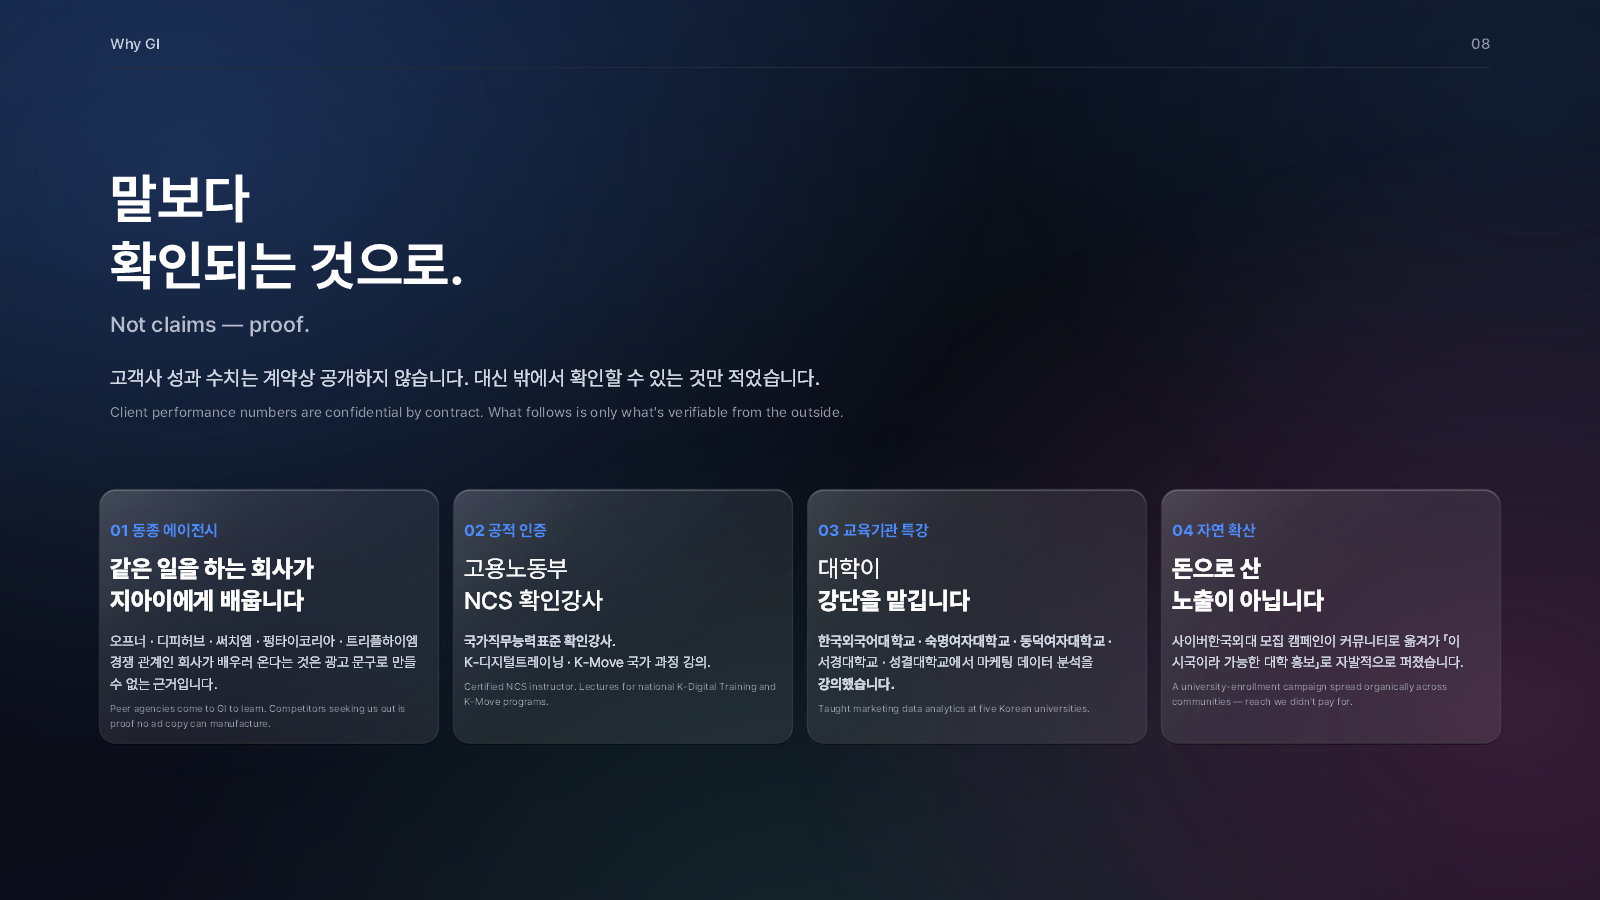 Why GI
08
말보다
확인되는 것으로.
Not claims — proof.
고객사 성과 수치는 계약상 공개하지 않습니다. 대신 밖에서 확인할 수 있는 것만 적었습니다.
Client performance numbers are confidential by contract. What follows is only what's verifiable from the outside.
01 동종 에이전시
같은 일을 하는 회사가
지아이에게 배웁니다
오프너 · 디피허브 · 써치엠 · 펑타이코리아 · 트리플하이엠
경쟁 관계인 회사가 배우러 온다는 것은 광고 문구로 만들
수 없는 근거입니다.
Peer agencies come to GI to learn. Competitors seeking us out is
proof no ad copy can manufacture.
02 공적 인증
고용노동부
NCS 확인강사
국가직무능력표준 확인강사.
K-디지털트레이닝 · K-Move 국가 과정 강의.
Certified NCS instructor. Lectures for national K-Digital Training and
K-Move programs.
03 교육기관 특강
대학이
강단을 맡깁니다
한국외국어대학교 · 숙명여자대학교 · 동덕여자대학교 ·
서경대학교 · 성결대학교에서 마케팅 데이터 분석을
강의했습니다.
Taught marketing data analytics at five Korean universities.
04 자연 확산
돈으로 산
노출이 아닙니다
사이버한국외대 모집 캠페인이 커뮤니티로 옮겨가 「이
시국이라 가능한 대학 홍보」로 자발적으로 퍼졌습니다.
A university-enrollment campaign spread organically across
communities — reach we didn't pay for.